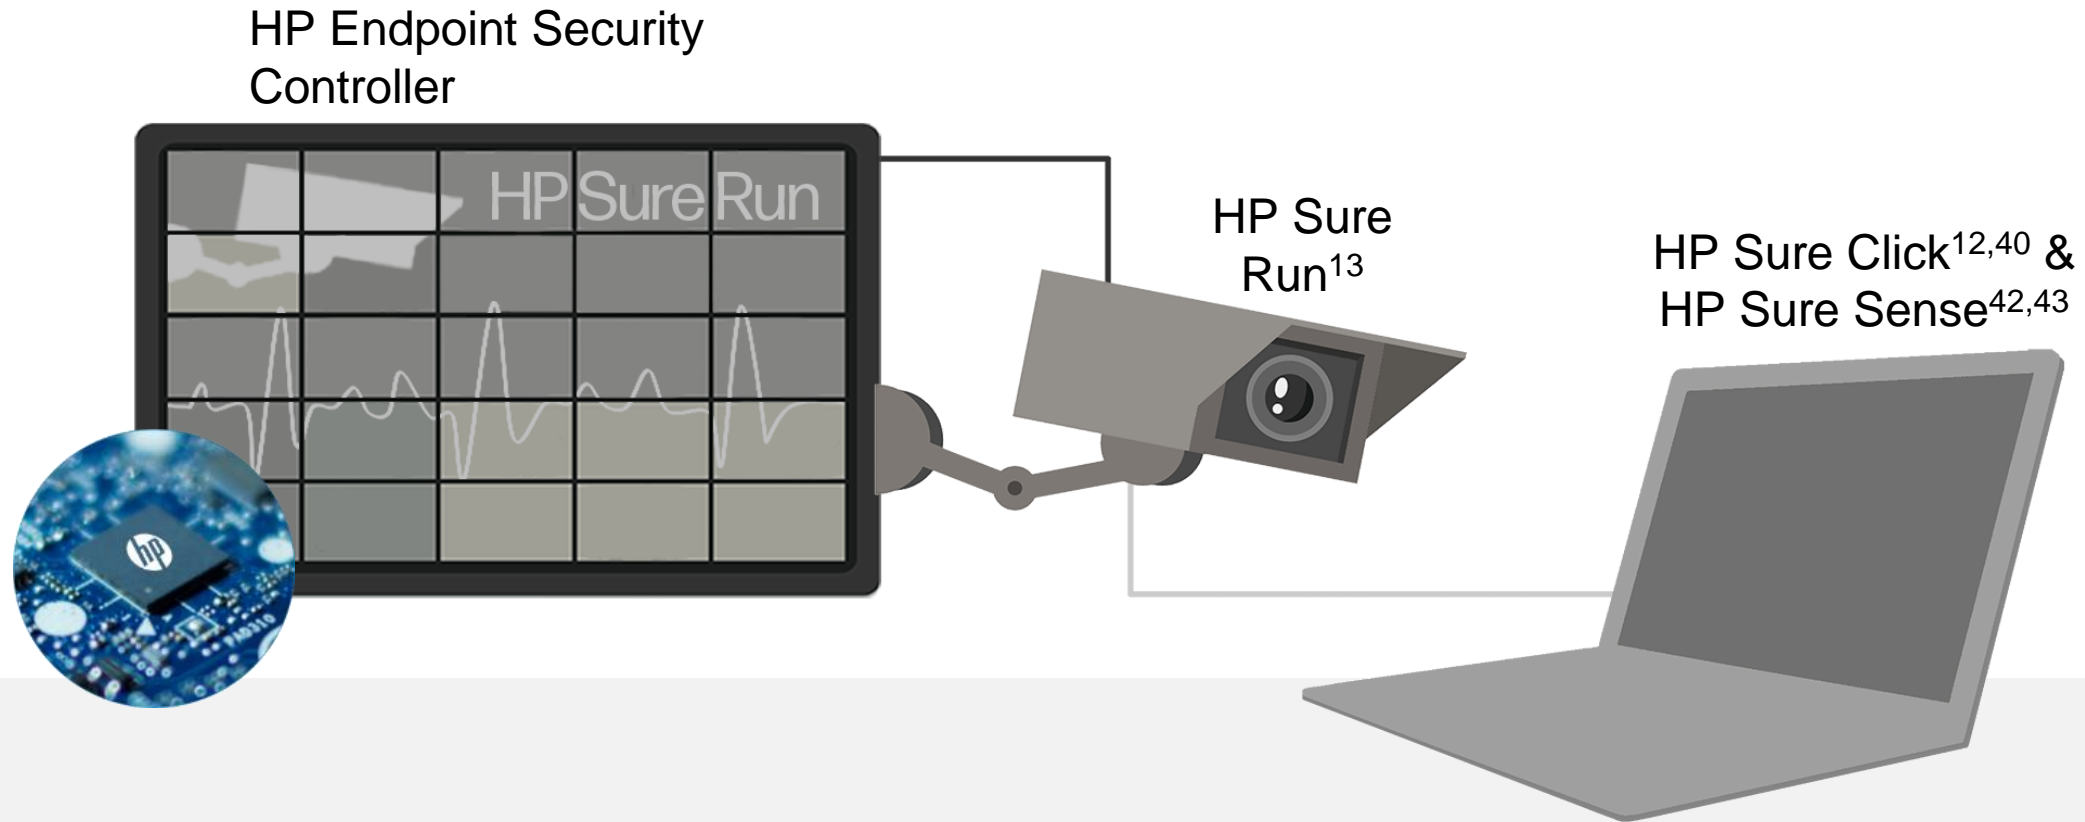 HP Endpoint Security
Controller
HP Sure Run
HP Sure
Run13
HP Sure Click12,40 &
HP Sure Sense42,43
hp
PAD310